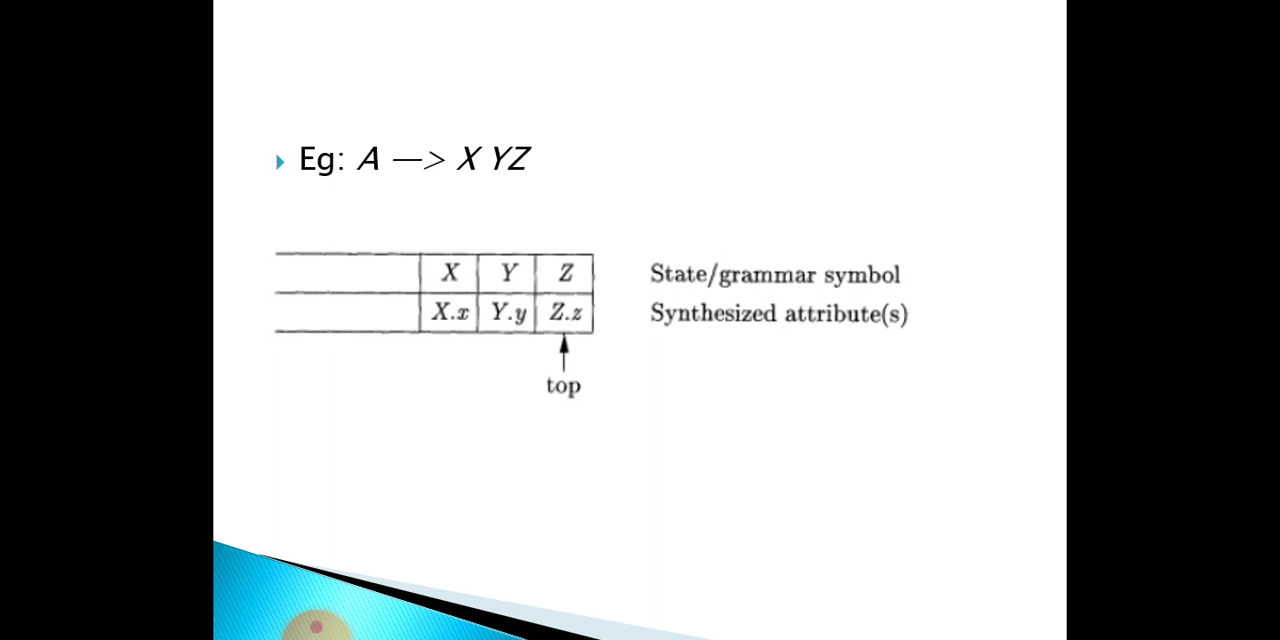 Eg: A —> X YZ
X Y Z State/grammar symbol
X.x Y.y Z.z Synthesized attribute(s)
top